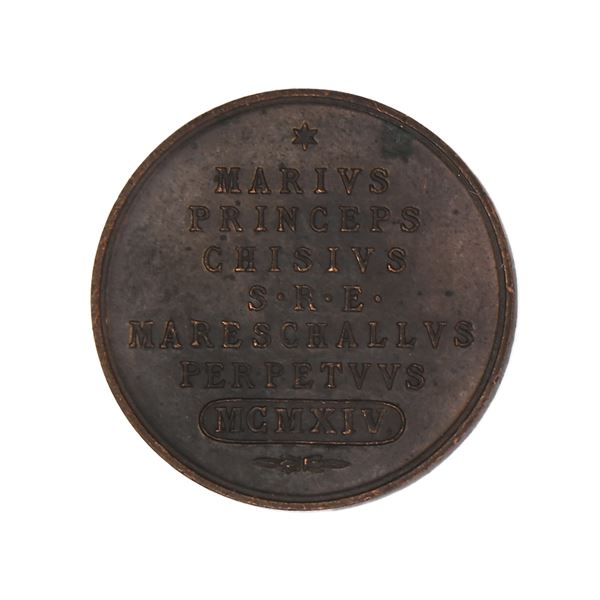 MARIVS
PRINCEPS
CHISIVS
S·R·E·
MARESCHALLVS
PERPETVVS
MCMXIV